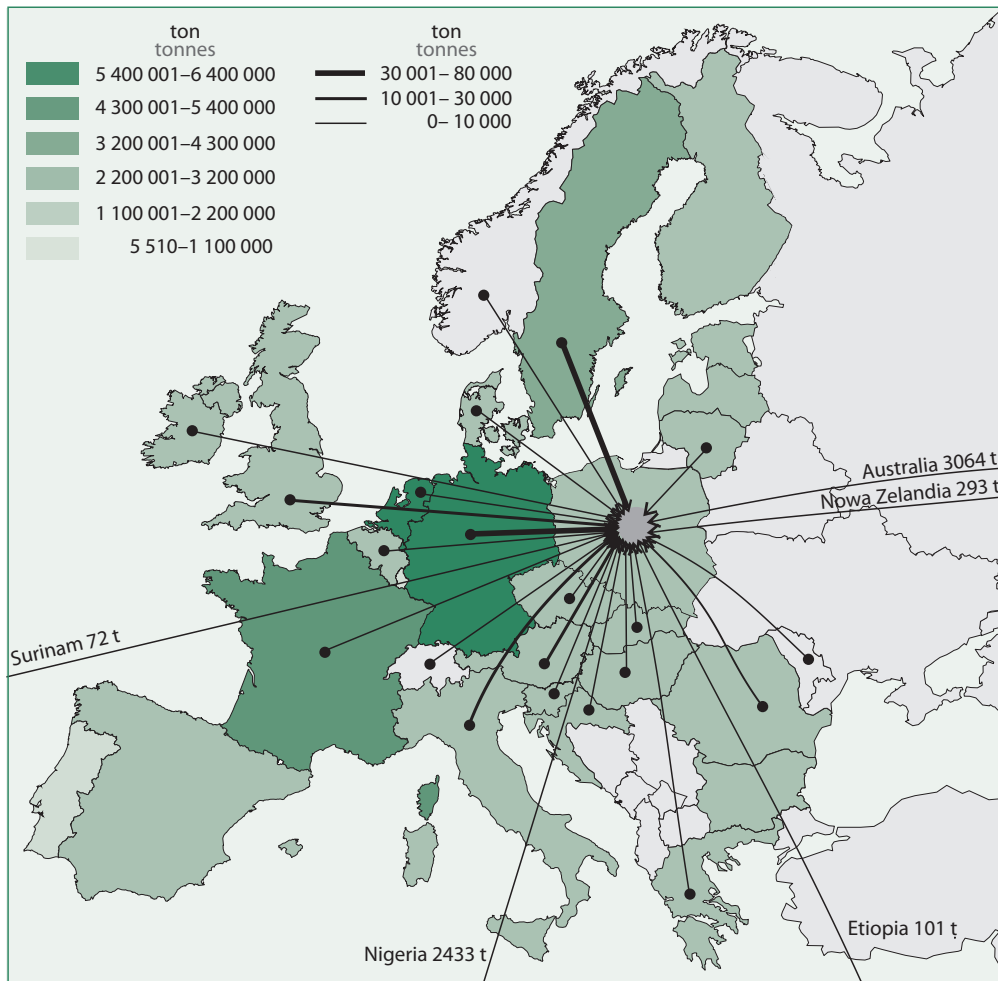 ton
tonnes
5 400 001–6 400 000
4 300 001–5 400 000
3 200 001–4 300 000
2 200 001–3 200 000
1 100 001–2 200 000
5 510–1 100 000
ton
tonnes
30 001– 80 000
10 001– 30 000
0– 10 000
Australia 3064 t
Nowa Zelandia 293 t
Surinam 72 t
Nigeria 2433 t
Etiopia 101 t